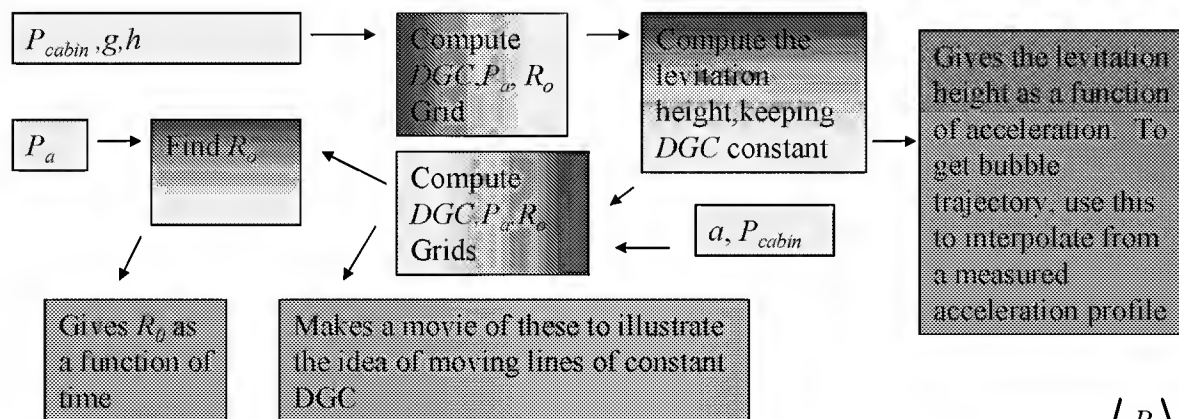 P_cabin ,g,h
Compute
DGC,P_a, R_o
Grid
Compute the
levitation
height,keeping
DGC constant
Gives the levitation
height as a function
of acceleration. To
get bubble
trajectory, use this
to interpolate from
a measured
acceleration profile
P_a
Find R_o
Compute
DGC,P_a,R_o
Grids
a, P_cabin
Gives R_0 as
a function of
time
Makes a movie of these to illustrate
the idea of moving lines of constant
DGC